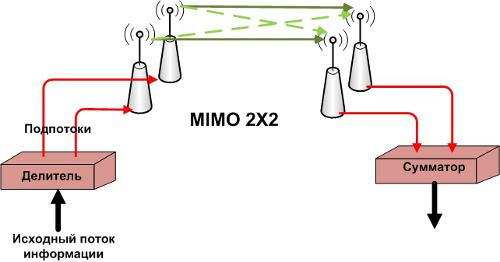 Подпотоки
MIMO 2X2
Делитель
Сумматор
Исходный поток
информации